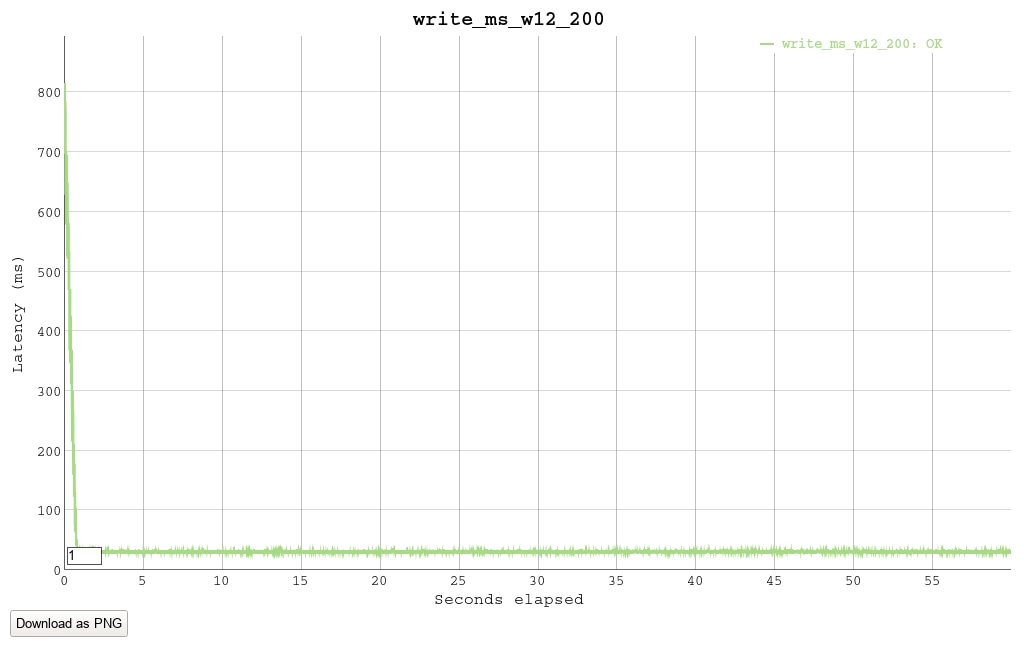 write_ms_w12_200
write_ms_w12_200: OK
800
700
600
500
400
300
200
100
0
Latency (ms)
1
0 5 10 15 20 25 30 35 40 45 50 55
Seconds elapsed
Download as PNG